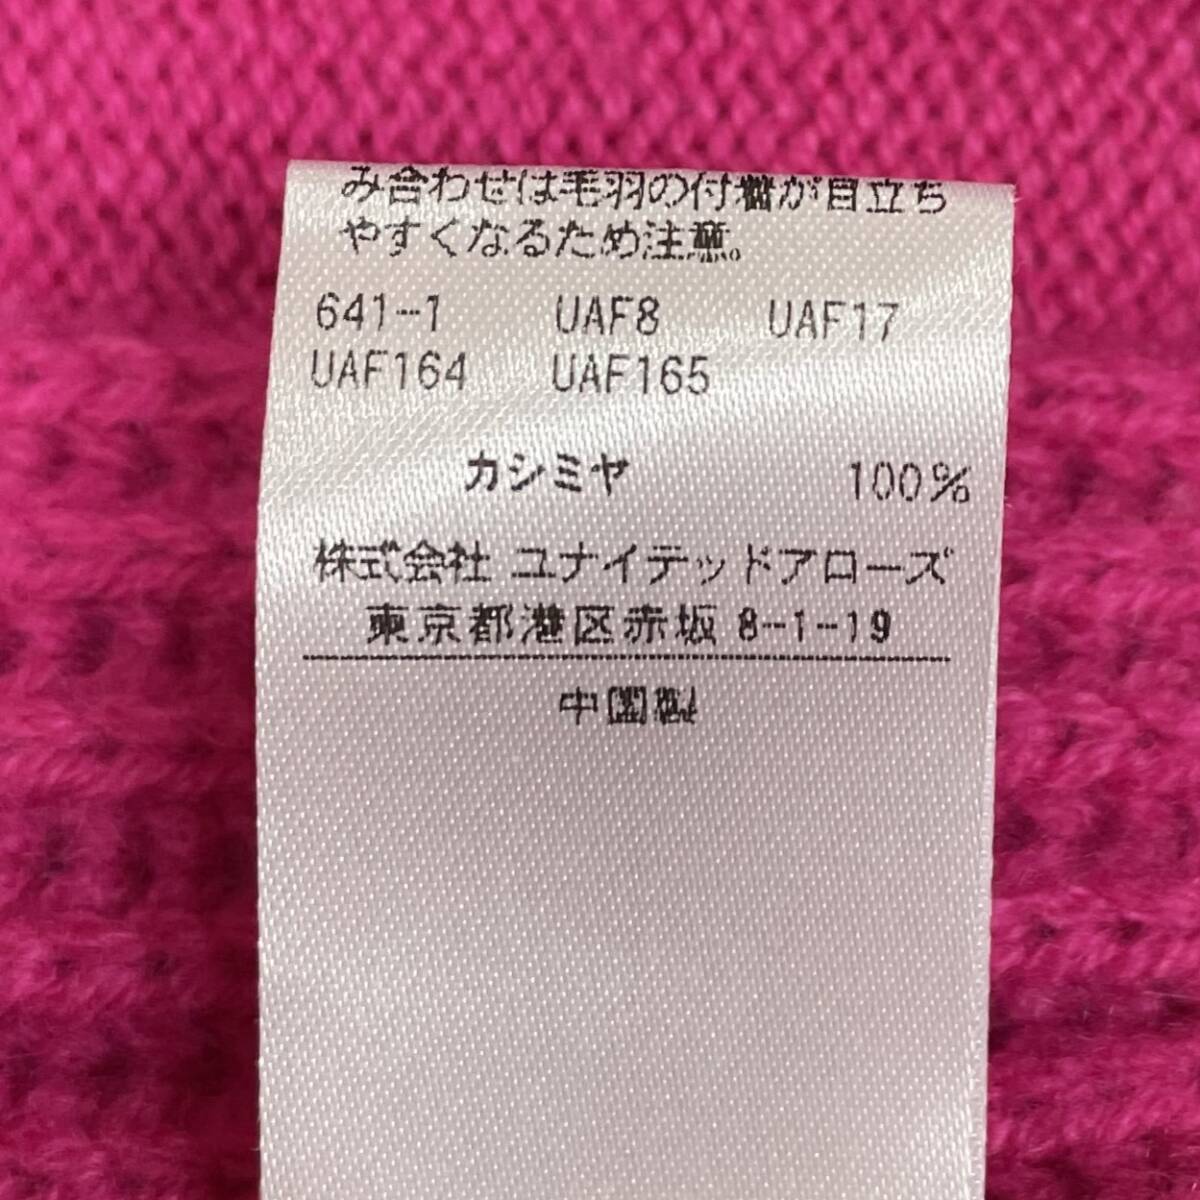 み合わせは毛羽の付着が目立ち
やすくなるため注意。
641-1 UAF8 UAF17
UAF164 UAF165
カシミヤ 100%
株式会社 ユナイテッドアローズ
東京都港区赤坂 8-1-19
中国製